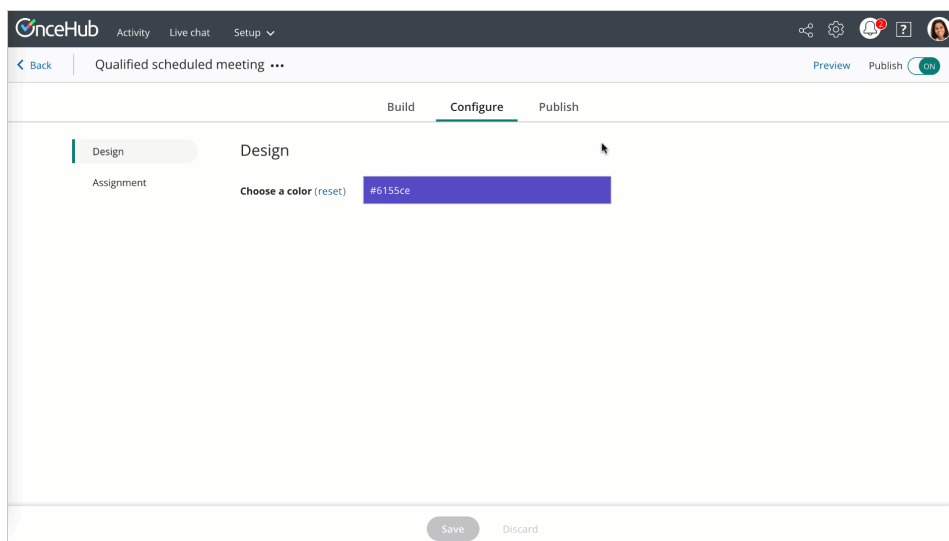 OnceHub Activity Live chat Setup 2 ?
Back Qualified scheduled meeting ••• Preview Publish ON
Build Configure Publish
Design
Assignment
Design
Choose a color (reset) #6155ce
Save Discard